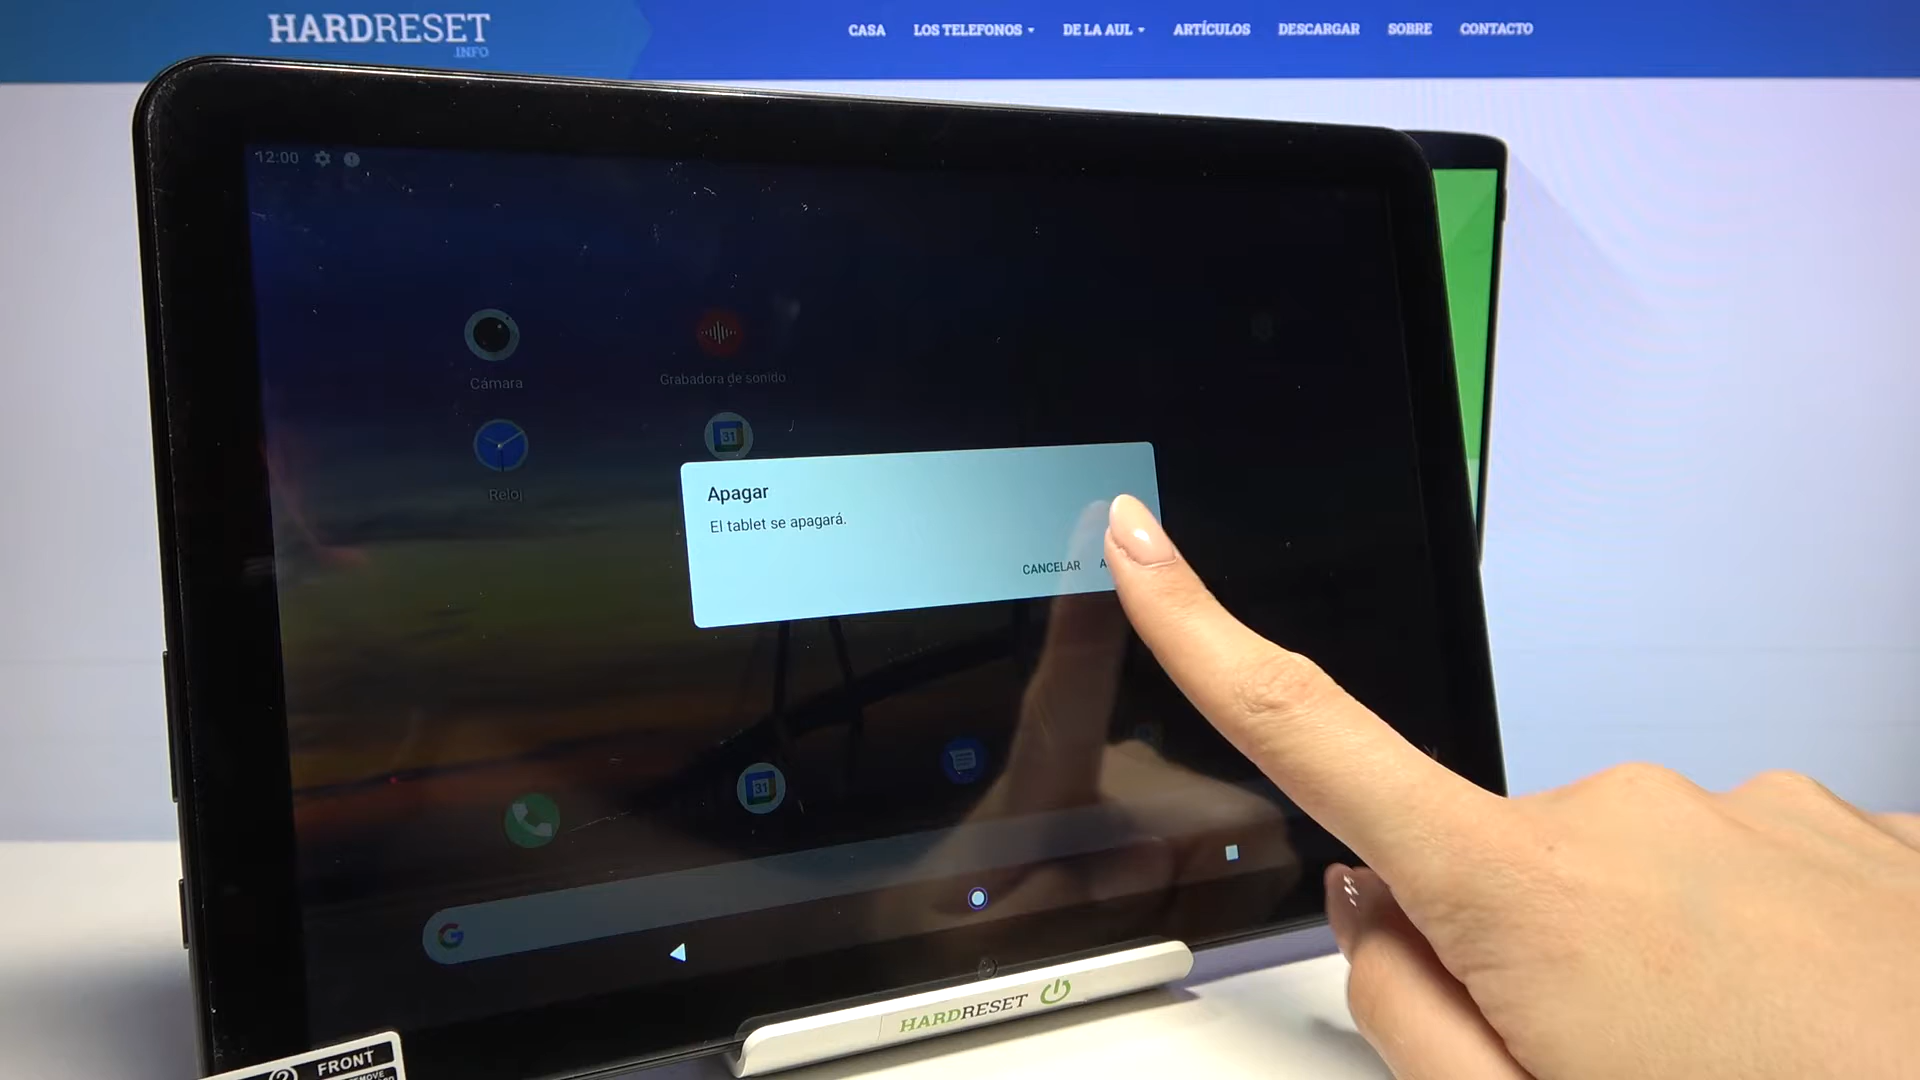 HARDRESET
.INFO
CASA LOS TELEFONOS DE LA AUL ARTÍCULOS DESCARGAR SOBRE CONTACTO
12:00
Cámara
Grabadora de sonido
31
Reloj
Apagar
El tablet se apagará.
CANCELAR A
31
G
HARDRESET
FRONT